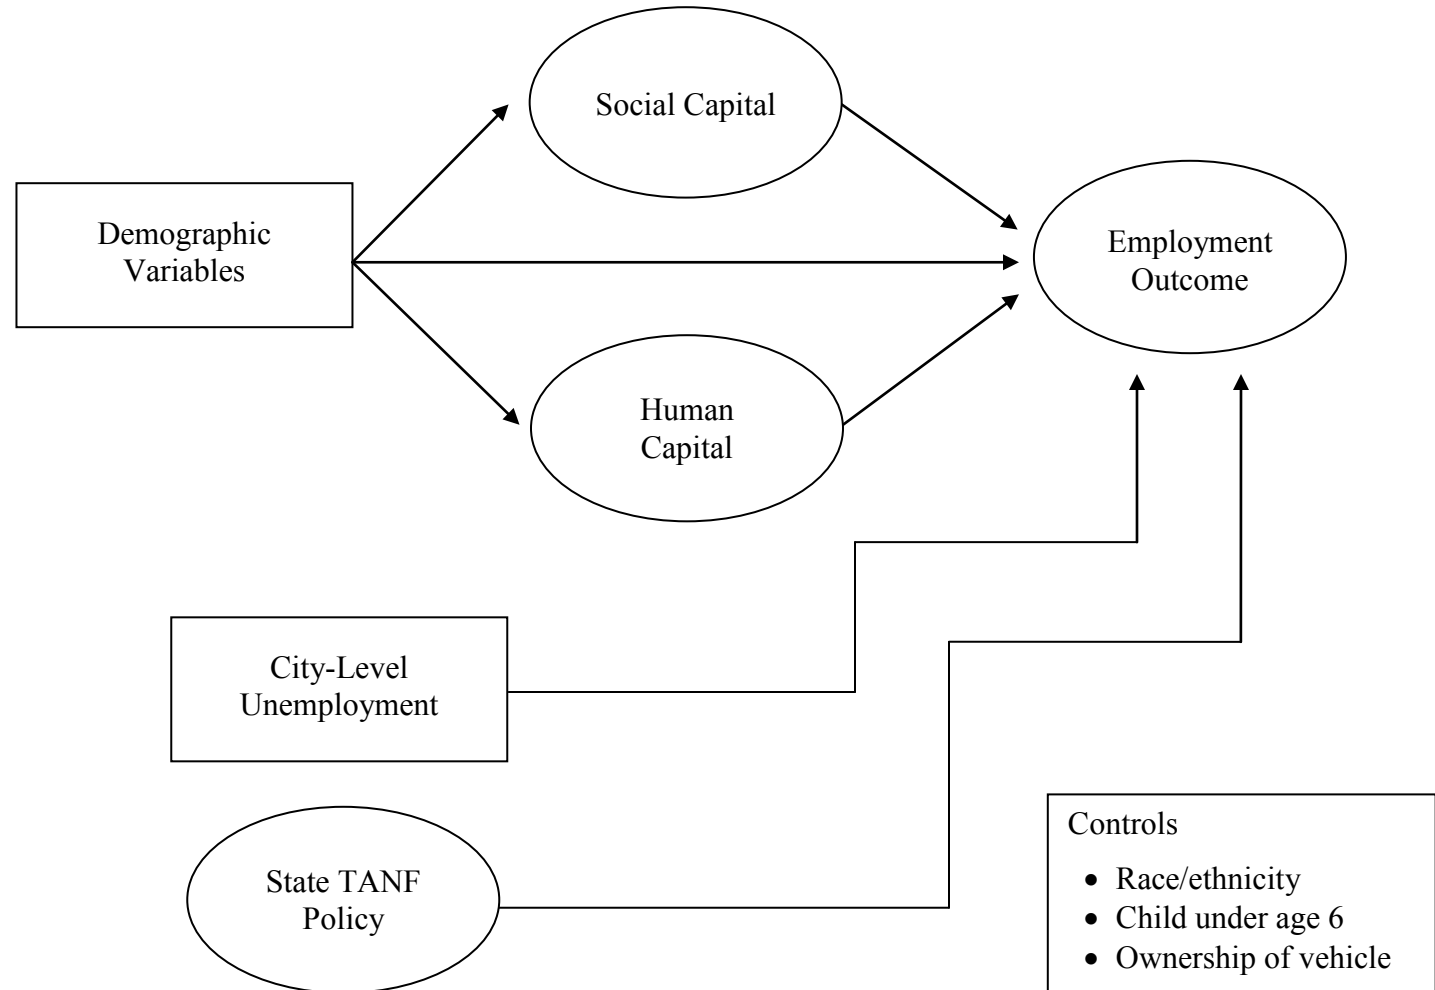 Social Capital
Demographic
Variables
Employment
Outcome
Human
Capital
City-Level
Unemployment
State TANF
Policy
Controls
• Race/ethnicity
• Child under age 6
• Ownership of vehicle